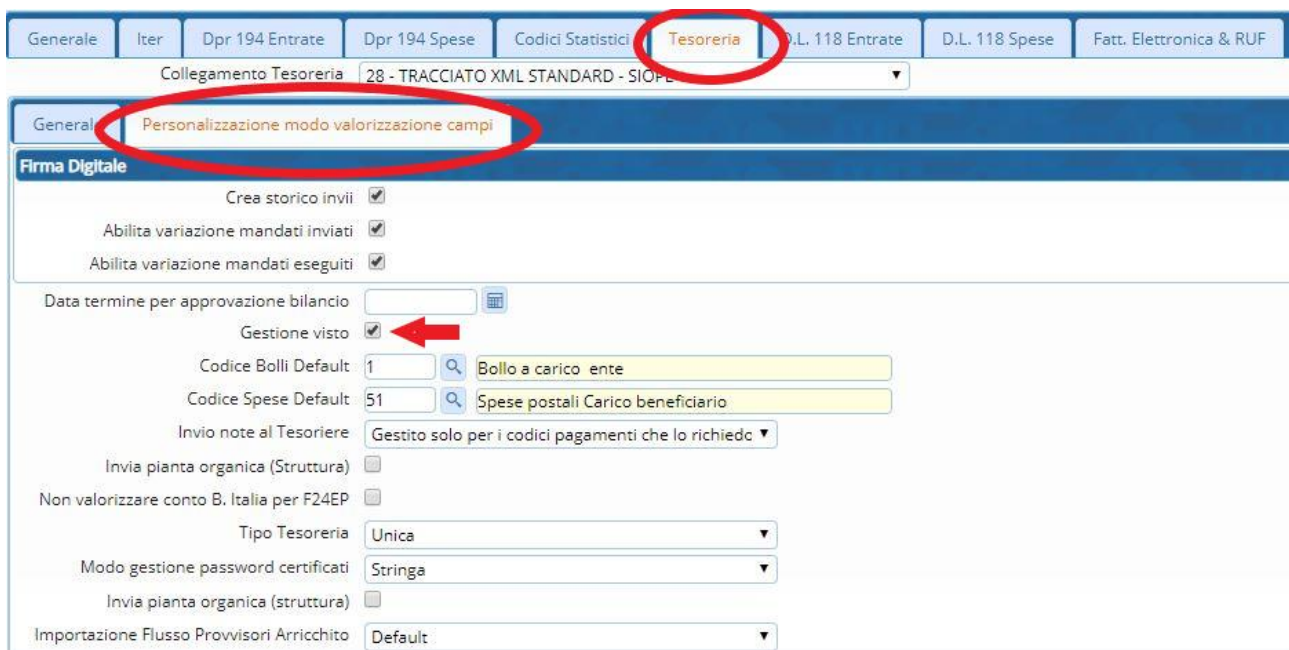 Generale Iter Dpr 194 Entrate Dpr 194 Spese Codici Statistici Tesoreria D.L. 118 Entrate D.L. 118 Spese Fatt. Elettronica & RUF
Collegamento Tesoreria 28 - TRACCIATO XML STANDARD - SIOPE
Generale Personalizzazione modo valorizzazione campi
Firma Digitale
Crea storico invii
Abilita variazione mandati inviati
Abilita variazione mandati eseguiti
Data termine per approvazione bilancio
Gestione visto
Codice Bolli Default 1 Bollo a carico ente
Codice Spese Default 51 Spese postali Carico beneficiario
Invio note al Tesoriere Gestito solo per i codici pagamenti che lo richiedc
Invia pianta organica (Struttura)
Non valorizzare conto B. Italia per F24EP
Tipo Tesoreria Unica
Modo gestione password certificati Stringa
Invia pianta organica (struttura)
Importazione Flusso Provvisori Arricchito Default